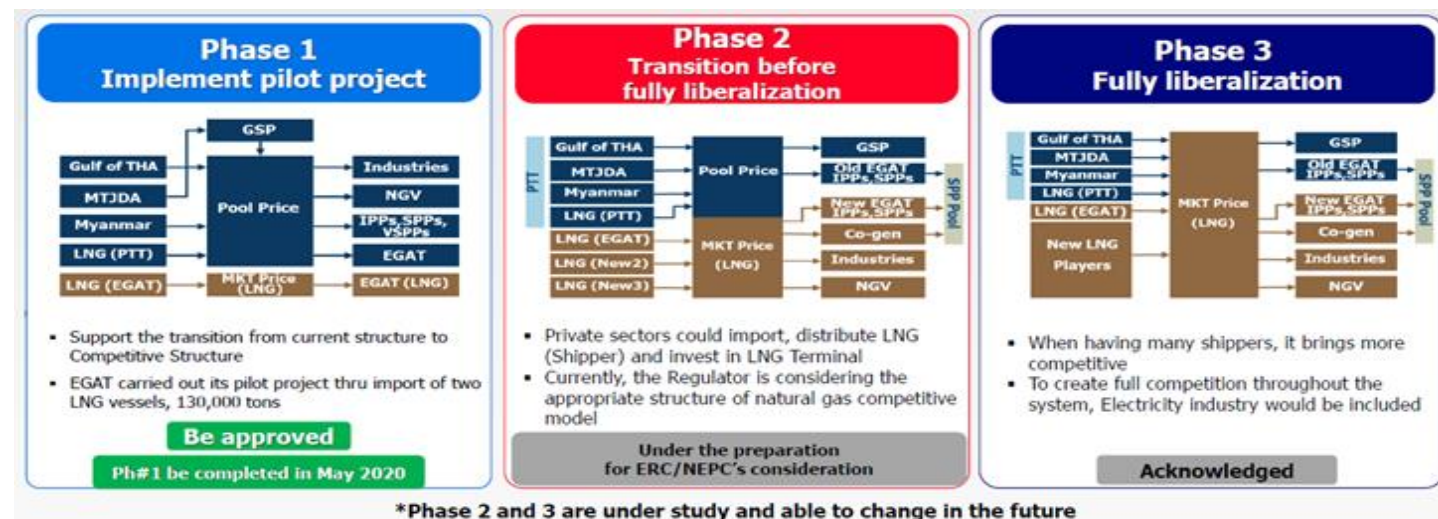 Phase 1
Implement pilot project
GSP
Gulf of THA
MTJDA
Myanmar
LNG (PTT)
LNG (EGAT)
Pool Price
MKT Price
(LNG)
Industries
NGV
IPPs,SPPs,
VSPPs
EGAT
EGAT (LNG)
▪ Support the transition from current structure to
Competitive Structure
▪ EGAT carried out its pilot project thru import of two
LNG vessels, 130,000 tons
Be approved
Ph#1 be completed in May 2020
Phase 2
Transition before
fully liberalization
PTT
Gulf of THA
MTJDA
Myanmar
LNG (PTT)
LNG (EGAT)
LNG (New2)
LNG (New3)
Pool Price
MKT Price
(LNG)
GSP
Old EGAT
IPPs,SPPs
New EGAT
IPPs,SPPs
Co-gen
Industries
NGV
SPP Pool
▪ Private sectors could import, distribute LNG
(Shipper) and invest in LNG Terminal
▪ Currently, the Regulator is considering the
appropriate structure of natural gas competitive
model
Under the preparation
for ERC/NEPC's consideration
Phase 3
Fully liberalization
PTT
Gulf of THA
MTJDA
Myanmar
LNG (PTT)
LNG (EGAT)
New LNG
Players
MKT Price
(LNG)
GSP
Old EGAT
IPPs,SPPs
New EGAT
IPPs,SPPs
Co-gen
Industries
NGV
SPP Pool
▪ When having many shippers, it brings more
competitive
▪ To create full competition throughout the
system, Electricity industry would be included
Acknowledged
*Phase 2 and 3 are under study and able to change in the future